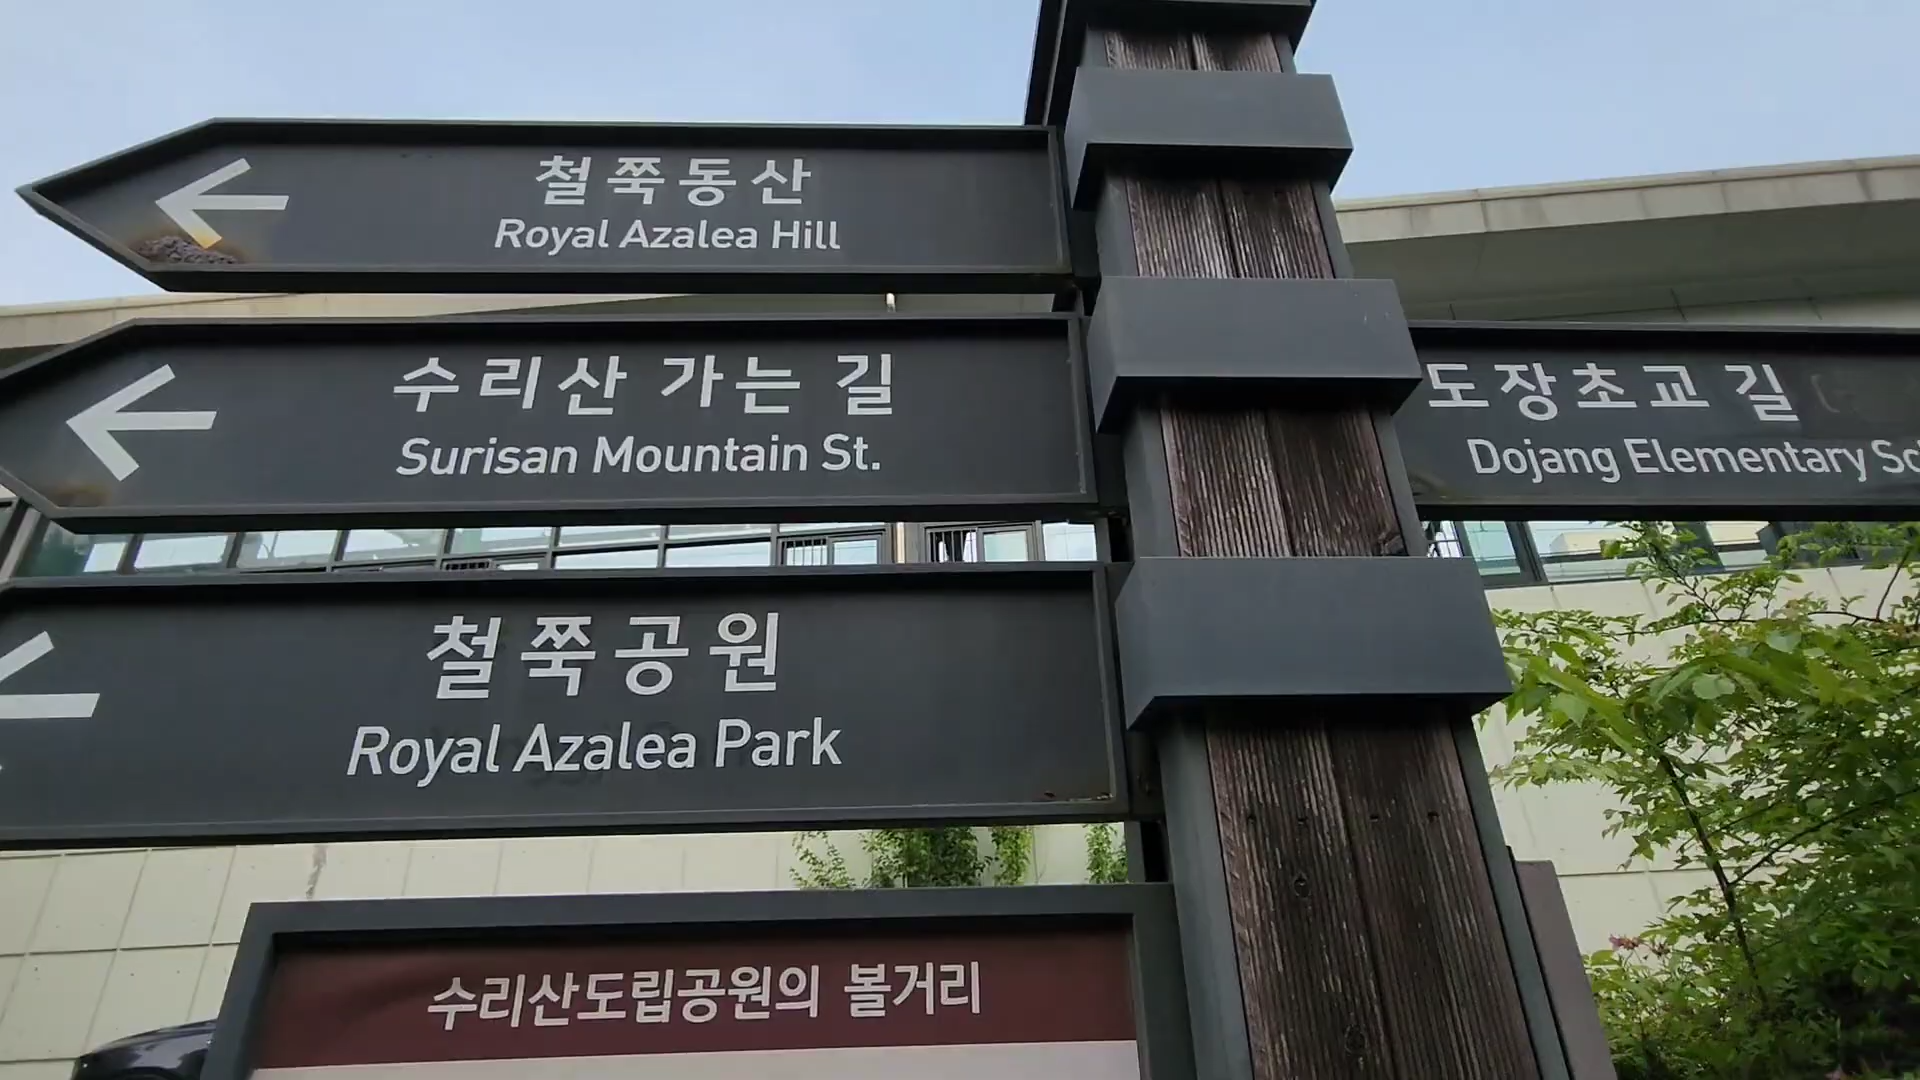 철쭉동산
Royal Azalea Hill
수리산 가는 길
Surisan Mountain St.
도장초교 길
Dojang Elementary
철쭉공원
Royal Azalea Park
수리산도립공원의 볼거리